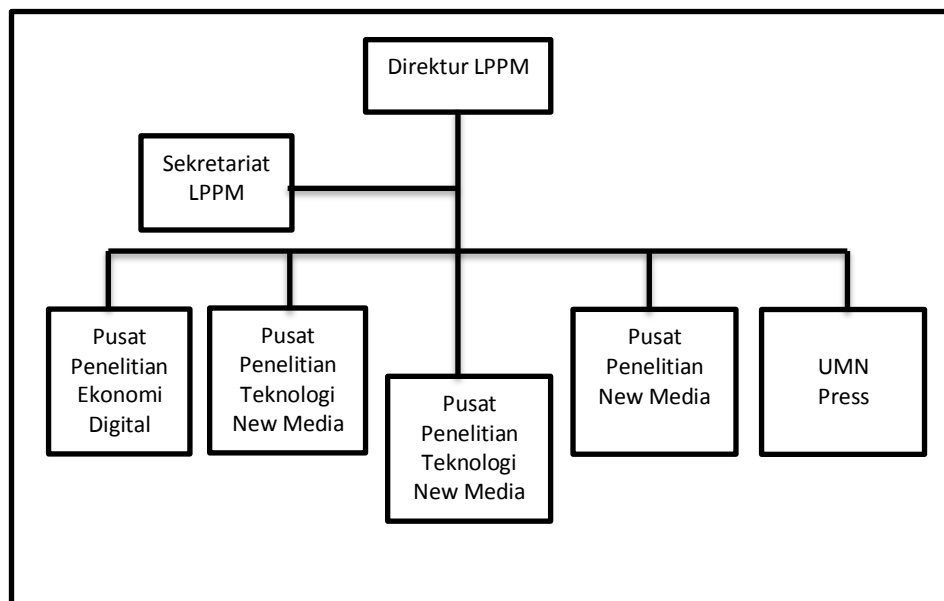 Direktur LPPM
Sekretariat
LPPM
Pusat
Penelitian
Ekonomi
Digital
Pusat
Penelitian
Teknologi
New Media
Pusat
Penelitian
Teknologi
New Media
Pusat
Penelitian
New Media
UMN
Press